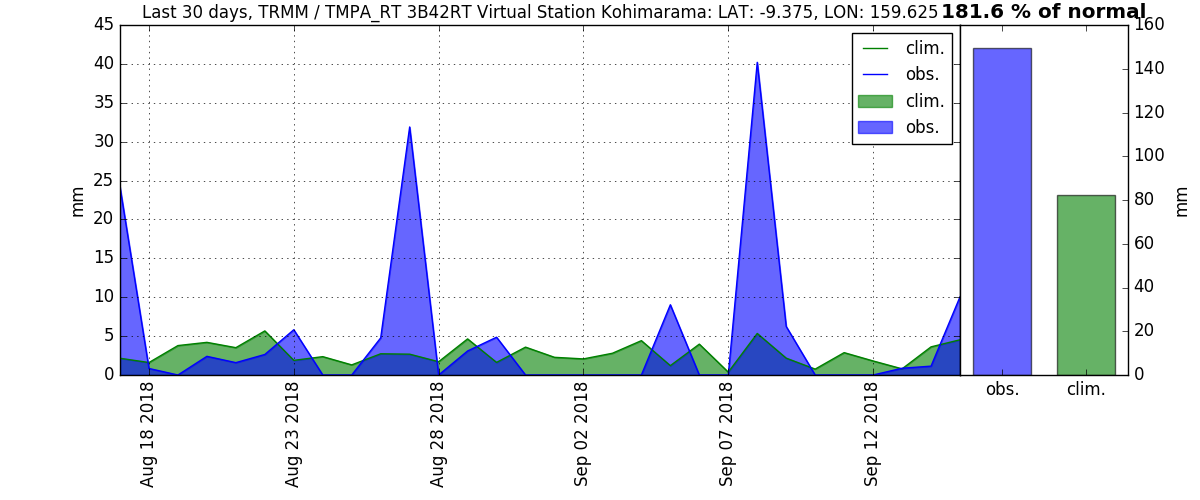 Last 30 days, TRMM / TMPA_RT 3B42RT Virtual Station Kohimarama: LAT: -9.375, LON: 159.625
181.6 % of normal
45
40
35
30
25
20
15
10
5
0
mm
clim.
obs.
clim.
obs.
Aug 18 2018
Aug 23 2018
Aug 28 2018
Sep 02 2018
Sep 07 2018
Sep 12 2018
160
140
120
100
80
60
40
20
0
mm
obs.
clim.